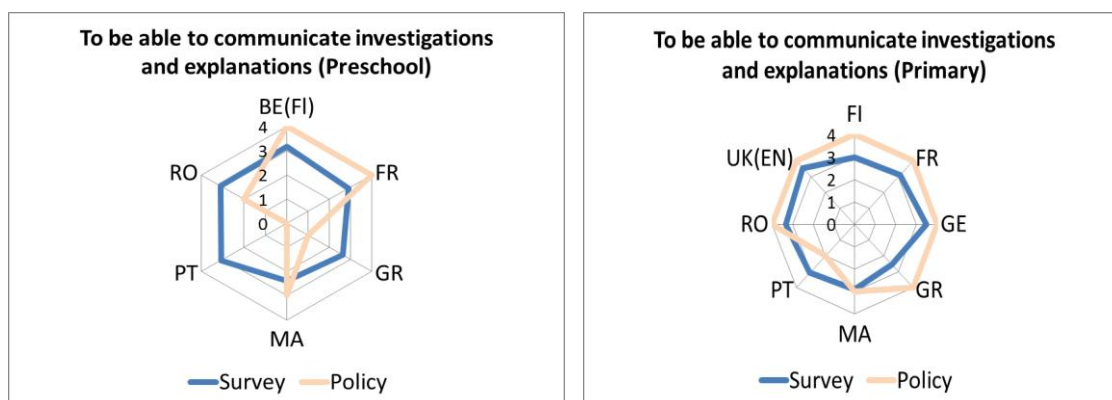 To be able to communicate investigations
and explanations (Preschool)
BE(Fl)
4
3
2
1
0
RO
FR
PT
GR
MA
Survey
Policy
To be able to communicate investigations
and explanations (Primary)
FI
4
3
2
1
0
UK(EN)
FR
RO
GE
PT
GR
MA
Survey
Policy